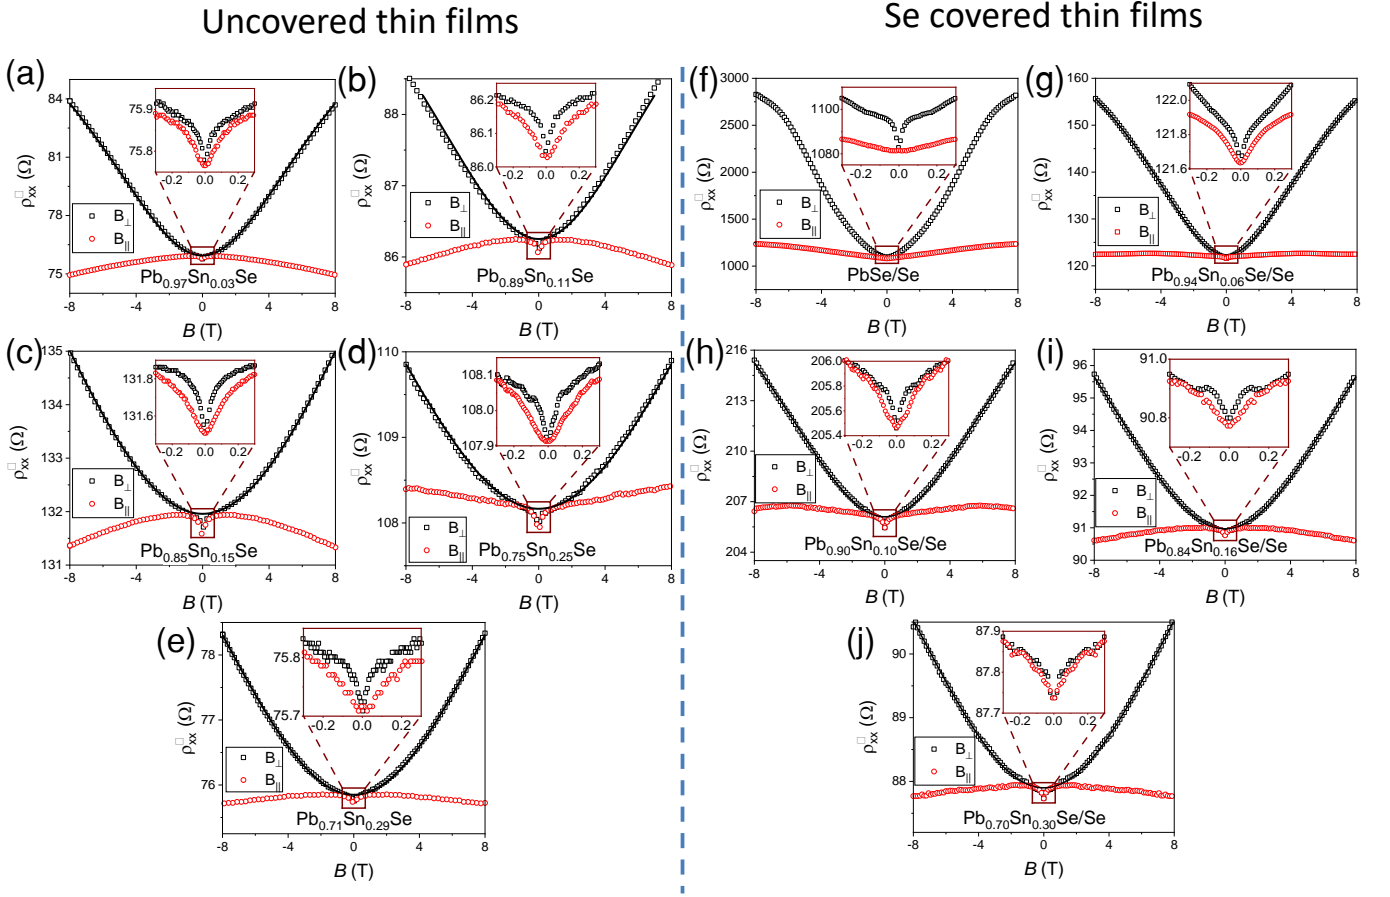 Uncovered thin films
Se covered thin films
(a)
84
81
78
75
ρxx□ (Ω)
75.9
75.8
-0.2 0.0 0.2
B⊥
B||
Pb0.97Sn0.03Se
-8 -4 0 4 8
B (T)
(b)
88
87
86
86.2
86.1
86.0
-0.2 0.0 0.2
B⊥
B||
Pb0.89Sn0.11Se
-8 -4 0 4 8
B (T)
(f)
3000
2500
2000
1500
1000
ρxx□ (Ω)
1100
1080
-0.2 0.0 0.2
B⊥
B||
PbSe/Se
-8 -4 0 4 8
B (T)
(g)
160
150
140
130
120
ρxx□ (Ω)
122.0
121.8
121.6
-0.2 0.0 0.2
B⊥
B||
Pb0.94Sn0.06Se/Se
-8 -4 0 4 8
B (T)
(c)
135
134
133
132
131
ρxx□ (Ω)
131.8
131.6
-0.2 0.0 0.2
B⊥
B||
Pb0.85Sn0.15Se
-8 -4 0 4 8
B (T)
(d)
110
109
108
ρxx□ (Ω)
108.1
108.0
107.9
-0.2 0.0 0.2
B⊥
B||
Pb0.75Sn0.25Se
-8 -4 0 4 8
B (T)
(h)
216
213
210
207
204
ρxx□ (Ω)
206.0
205.8
205.6
205.4
-0.2 0.0 0.2
B⊥
B||
Pb0.90Sn0.10Se/Se
-8 -4 0 4 8
B (T)
(i)
96
95
94
93
92
91
90
ρxx□ (Ω)
91.0
90.8
-0.2 0.0 0.2
B⊥
B||
Pb0.84Sn0.16Se/Se
-8 -4 0 4 8
B (T)
(e)
78
77
76
ρxx□ (Ω)
75.8
75.7
-0.2 0.0 0.2
B⊥
B||
Pb0.71Sn0.29Se
-8 -4 0 4 8
B (T)
(j)
90
89
88
ρxx□ (Ω)
87.9
87.8
87.7
-0.2 0.0 0.2
B⊥
B||
Pb0.70Sn0.30Se/Se
-8 -4 0 4 8
B (T)
ρxx□ (Ω)